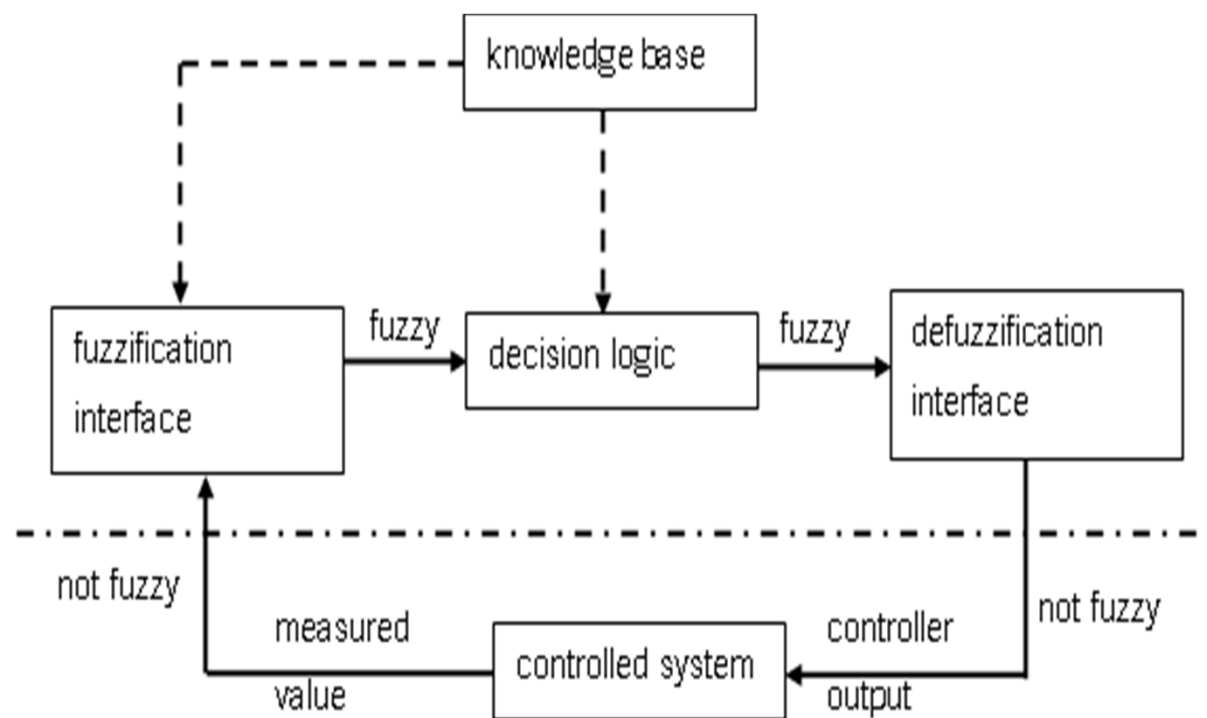 knowledge base
fuzzy
fuzzy
fuzzification
interface
decision logic
defuzzification
interface
not fuzzy
not fuzzy
measured
value
controlled system
controller
output